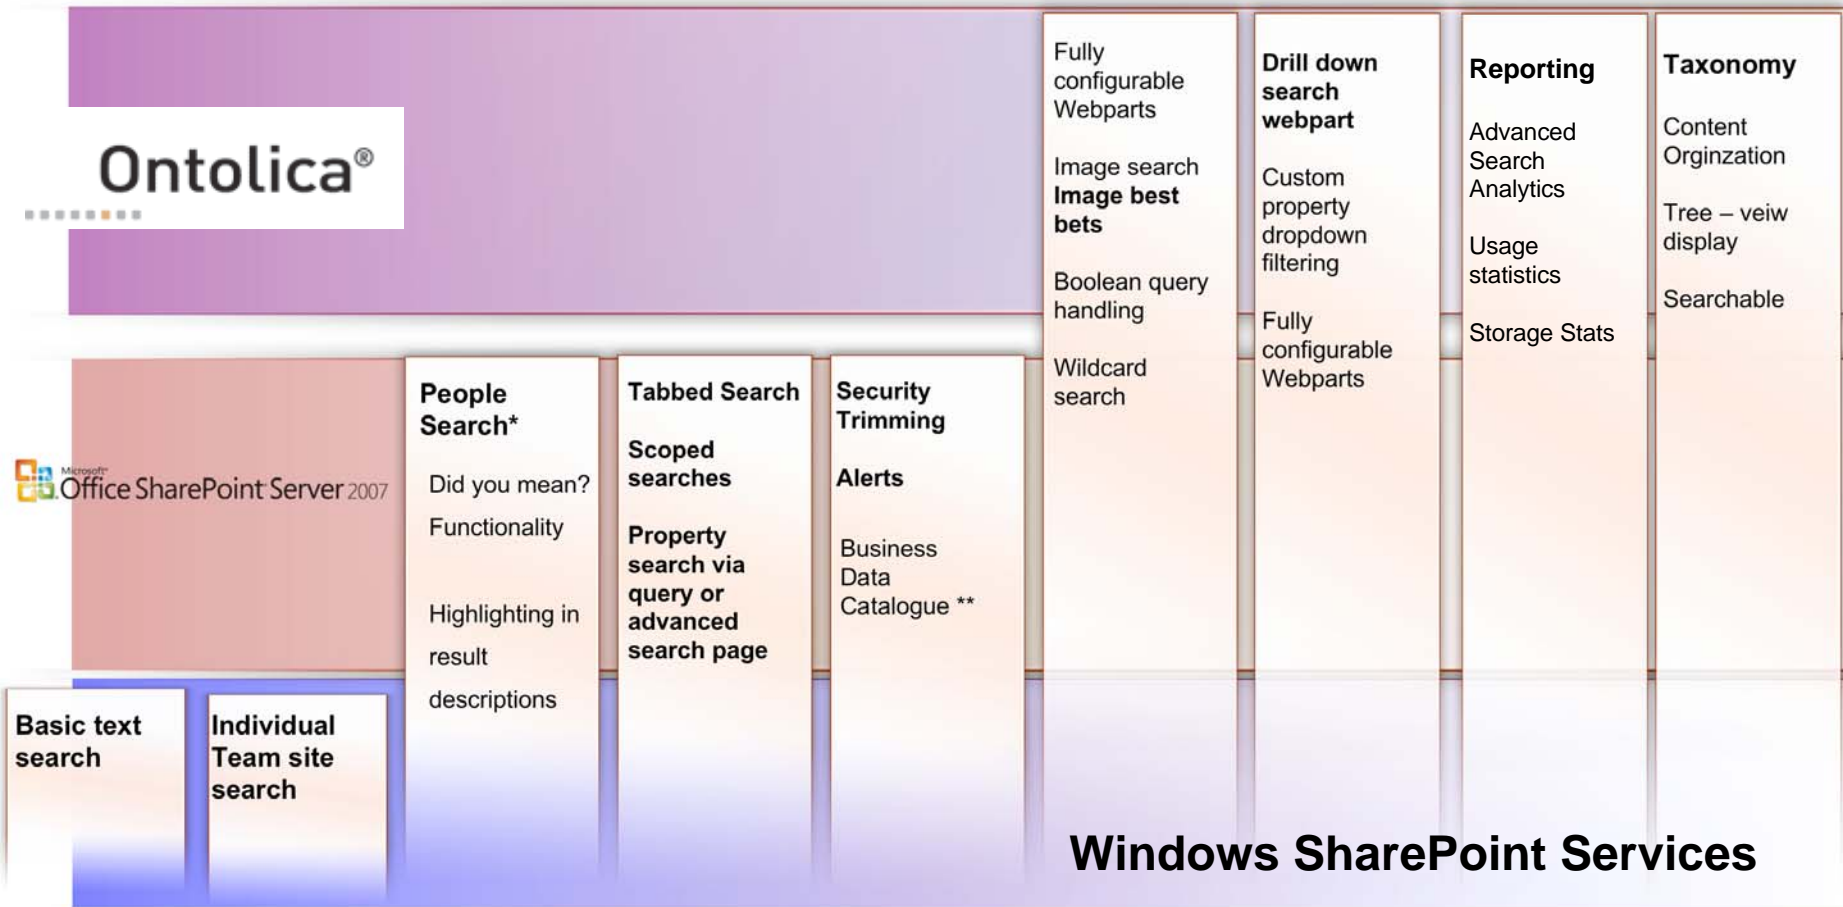 Ontolica®
Fully
configurable
Webparts
Image search
Image best
bets
Boolean query
handling
Wildcard
search
Drill down
search
webpart
Custom
property
dropdown
filtering
Fully
configurable
Webparts
Reporting
Advanced
Search
Analytics
Usage
statistics
Storage Stats
Taxonomy
Content
Orginzation
Tree – veiw
display
Searchable
Microsoft®
Office SharePoint Server 2007
People
Search*
Did you mean?
Functionality
Highlighting in
result
descriptions
Tabbed Search
Scoped
searches
Property
search via
query or
advanced
search page
Security
Trimming
Alerts
Business
Data
Catalogue **
Basic text
search
Individual
Team site
search
Windows SharePoint Services